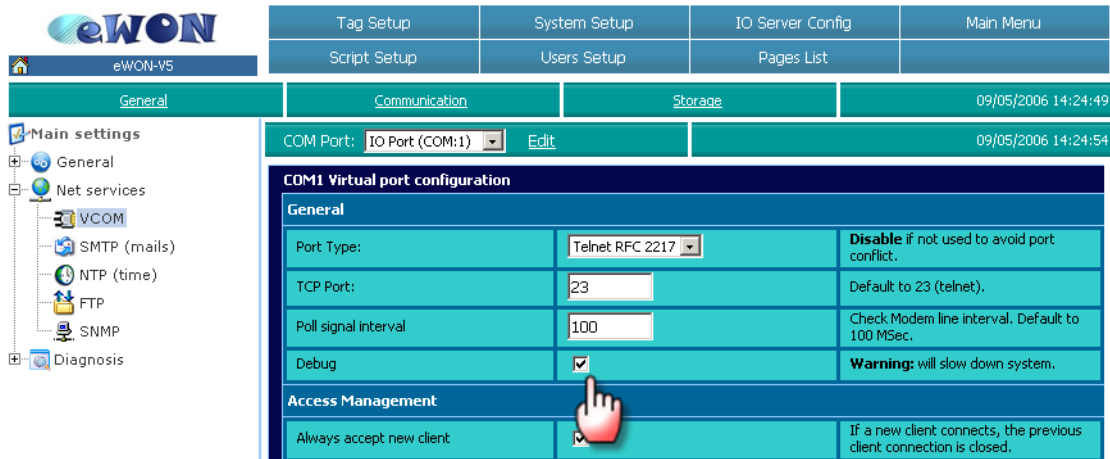 eWON
eWON-V5
Tag Setup
System Setup
IO Server Config
Main Menu
Script Setup
Users Setup
Pages List
General
Communication
Storage
09/05/2006 14:24:49
Main settings
General
Net services
VCOM
SMTP (mails)
NTP (time)
FTP
SNMP
Diagnosis
COM Port:
IO Port (COM:1)
Edit
09/05/2006 14:24:54
COM1 Virtual port configuration
General
Port Type:
Telnet RFC 2217
Disable if not used to avoid port
conflict.
TCP Port:
23
Default to 23 (telnet).
Poll signal interval
100
Check Modem line interval. Default to
100 MSec.
Debug
Warning: will slow down system.
Access Management
Always accept new client
If a new client connects, the previous
client connection is closed.